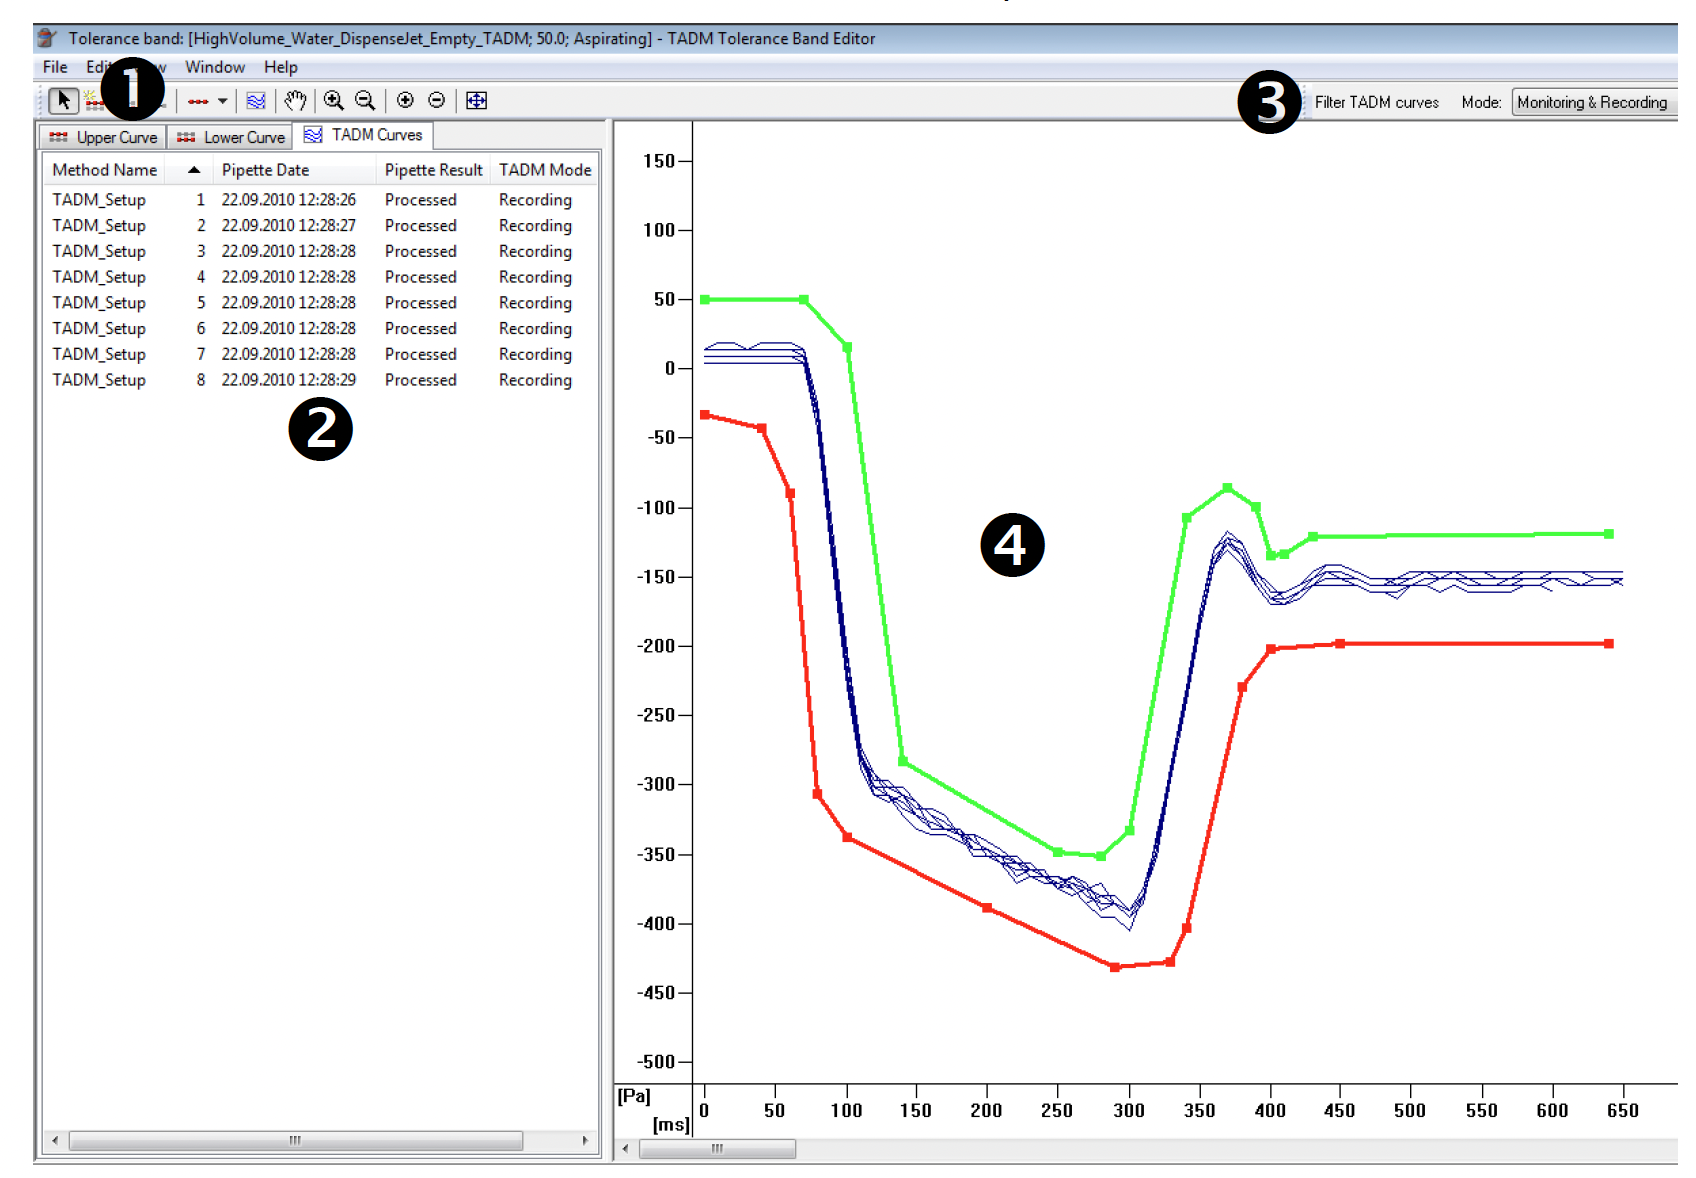 Tolerance band: [HighVolume_Water_DispenseJet_Empty_TADM; 50.0; Aspirating] - TADM Tolerance Band Editor
File Edit Window Help
1
3 Filter TADM curves Mode: Monitoring & Recording
Upper Curve Lower Curve TADM Curves
Method Name Pipette Date Pipette Result TADM Mode
TADM_Setup 1 22.09.2010 12:28:26 Processed Recording
TADM_Setup 2 22.09.2010 12:28:27 Processed Recording
TADM_Setup 3 22.09.2010 12:28:28 Processed Recording
TADM_Setup 4 22.09.2010 12:28:28 Processed Recording
TADM_Setup 5 22.09.2010 12:28:28 Processed Recording
TADM_Setup 6 22.09.2010 12:28:28 Processed Recording
TADM_Setup 7 22.09.2010 12:28:28 Processed Recording
TADM_Setup 8 22.09.2010 12:28:29 Processed Recording
2
150
100
50
0
-50
-100
4
-150
-200
-250
-300
-350
-400
-450
-500
[Pa]
0 50 100 150 200 250 300 350 400 450 500 550 600 650
[ms]